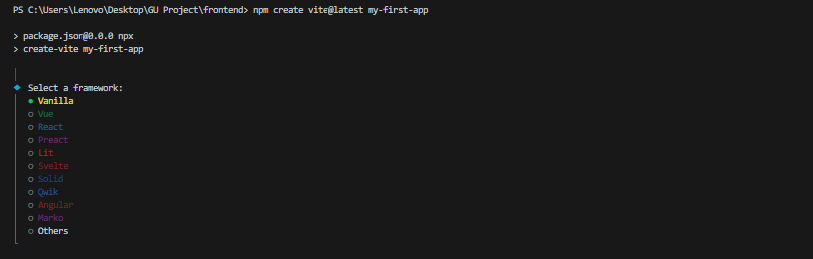 PS C:\Users\Lenovo\Desktop\GU Project\frontend> npm create vite@latest my-first-app
> package.json@0.0.0 npx
> create-vite my-first-app
Select a framework:
Vanilla
Vue
React
Preact
Lit
Svelte
Solid
Qwik
Angular
Marko
Others